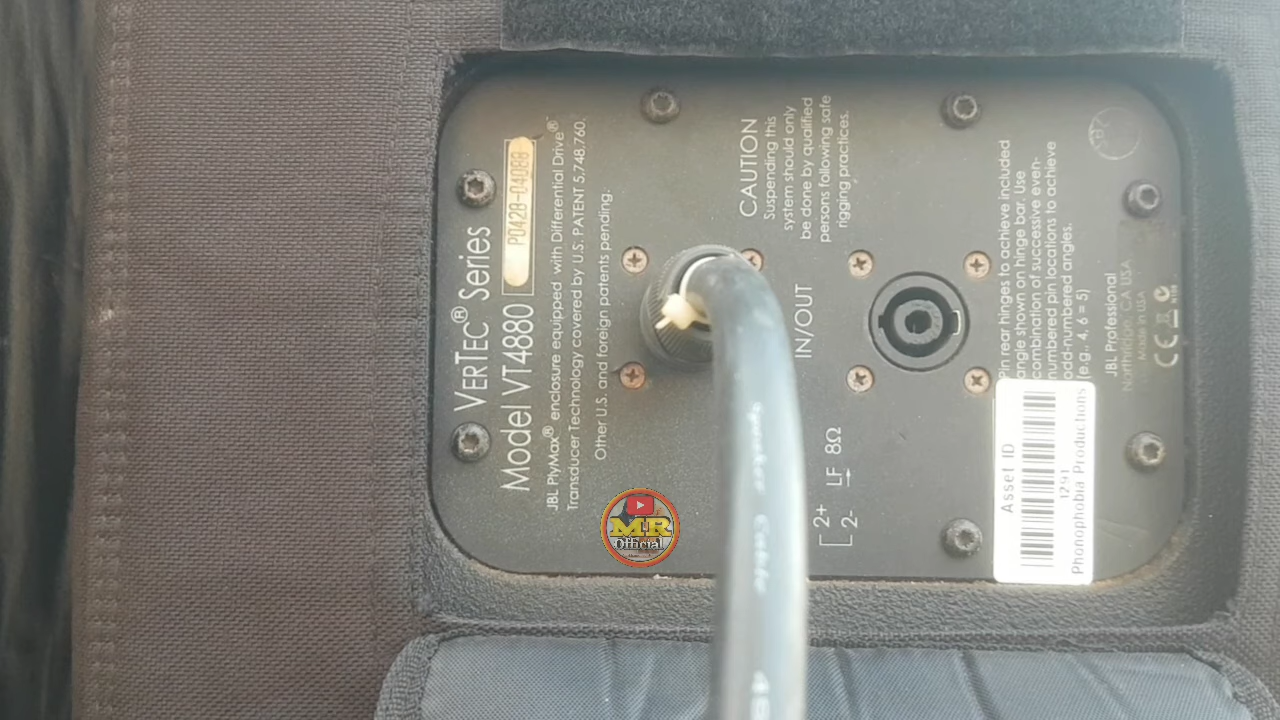 VERTEC® Series
Model VT4880
P0428-04088
JBL PlyMax® enclosure equipped with Differential Drive®
Transducer Technology covered by U.S. PATENT 5,748,760.
Other U.S. and foreign patents pending.
CAUTION
Suspending this
system should only
be done by qualified
persons following safe
rigging practices.
IN/OUT
2+
2-
LF 8Ω
Pin rear hinges to achieve included
angle shown on hinge bar. Use
combination of successive even-
numbered pin locations to achieve
odd-numbered angles.
(e.g., 4, 6 = 5)
JBL Professional
Northridge, CA USA
Made in U.S.A.
CE
Asset ID
1291
Phonophobia Productions
MR
Official
Speaker Cable